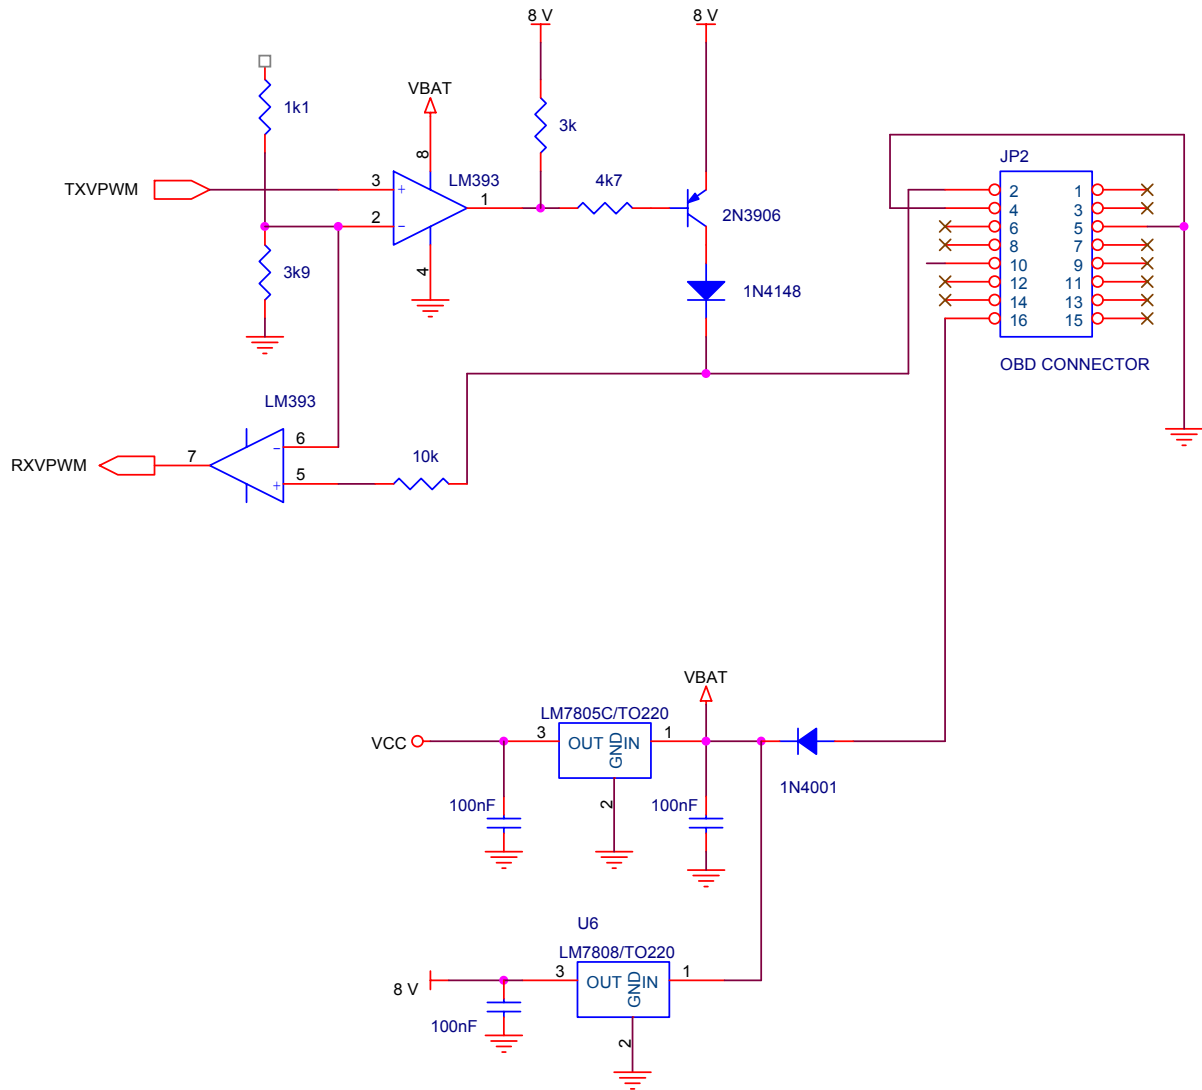 8 V
8 V
1k1
VBAT
3k
8
LM393
4k7
TXVPWM
3
+
1
2
−
2N3906
3k9
4
1N4148
JP2
2
1
4
3
6
5
8
7
10
9
12
11
14
13
16
15
OBD CONNECTOR
LM393
RXVPWM
7
6
−
5
+
10k
VBAT
LM7805C/TO220
VCC
3
OUT
GND
IN
1
2
1N4001
100nF
100nF
U6
LM7808/TO220
8 V
3
OUT
GND
IN
1
2
100nF